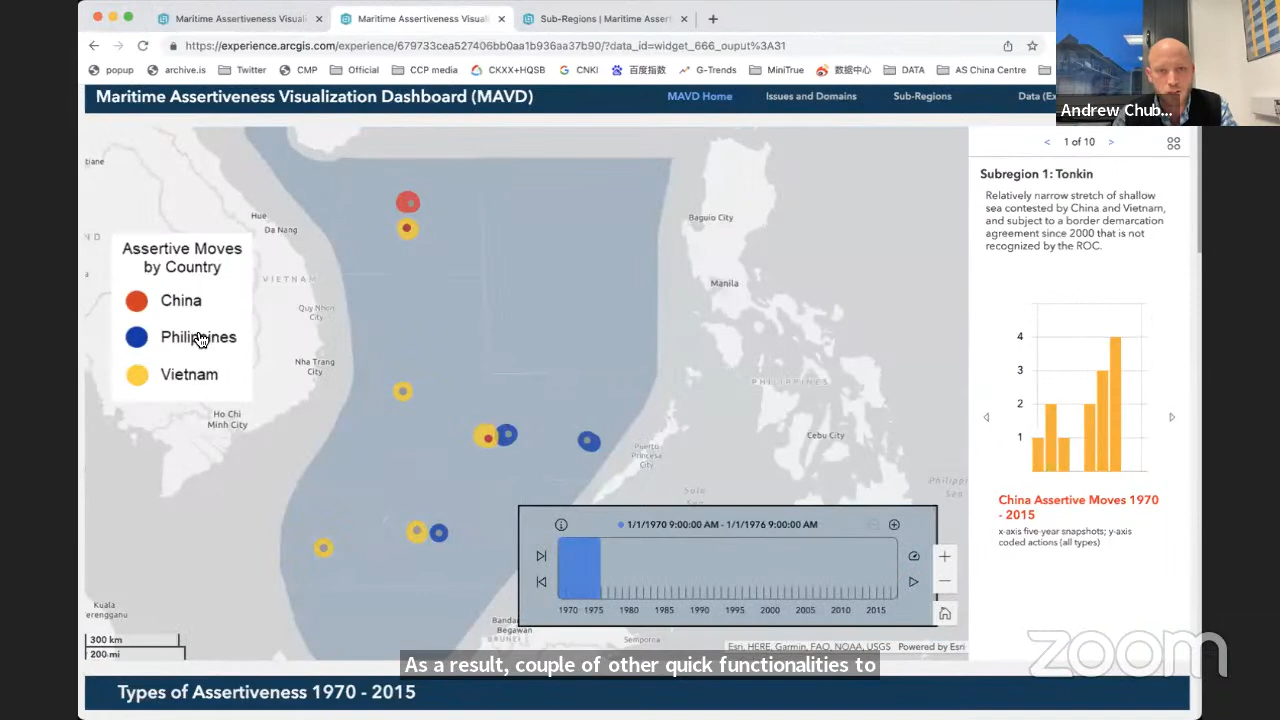 Maritime Assertiveness Visuali
Maritime Assertiveness Visuali
Sub-Regions | Maritime Assert
https://experience.arcgis.com/experience/679733cea527406bb0aa1b936aa37b90/?data_id=widget_666_ouput%3A31
popup
archive.is
Twitter
CMP
Official
CCP media
CKXX+HQSB
CNKI
百度指数
G-Trends
MiniTrue
数据中心
DATA
AS China Centre
Andrew Chub...
Maritime Assertiveness Visualization Dashboard (MAVD)
MAVD Home
Issues and Domains
Sub-Regions
Data (Ex
Hue
Da Nang
VIETNAM
Quy Nhon
City
Nha Trang
City
Ho Chi
Minh City
Baguio City
Manila
PHILIPPINES
Cebu City
Puerto
Princesa
City
Philippi
Sea
Sulu
Sea
Kuala
erengganu
Bandar
Begawan
BRUNEI
Semporna
Assertive Moves
by Country
China
Philippines
Vietnam
1/1/1970 9:00:00 AM - 1/1/1976 9:00:00 AM
1970 1975 1980 1985 1990 1995 2000 2005 2010 2015
300 km
200 mi
Esri, HERE, Garmin, FAO, NOAA, USGS
Powered by Esri
1 of 10
Subregion 1: Tonkin
Relatively narrow stretch of shallow
sea contested by China and Vietnam,
and subject to a border demarcation
agreement since 2000 that is not
recognized by the ROC.
4
3
2
1
China Assertive Moves 1970
- 2015
x-axis five-year snapshots; y-axis
coded actions (all types)
zoom
As a result, couple of other quick functionalities to
Types of Assertiveness 1970 - 2015